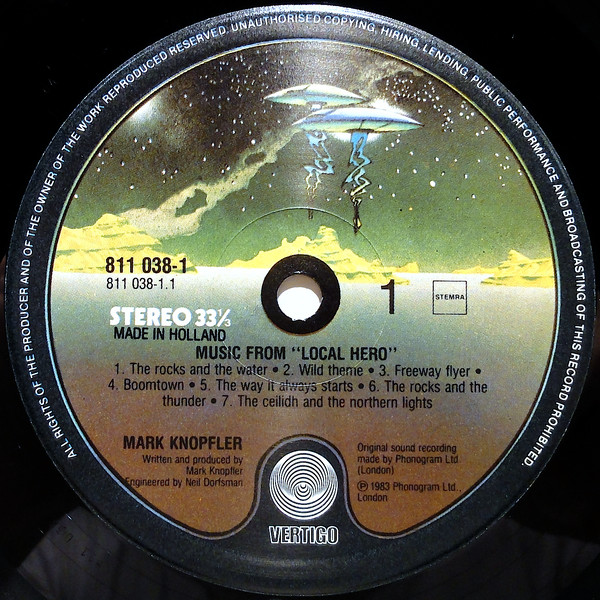 ALL RIGHTS OF THE PRODUCER AND OF THE OWNER OF THE WORK REPRODUCED RESERVED. UNAUTHORISED COPYING, HIRING, LENDING, PUBLIC PERFORMANCE AND BROADCASTING OF THIS RECORD PROHIBITED.
811 038-1
811 038-1.1
1
STEMRA
STEREO 33⅓
MADE IN HOLLAND
MUSIC FROM "LOCAL HERO"
1. The rocks and the water • 2. Wild theme • 3. Freeway flyer •
4. Boomtown • 5. The way it always starts • 6. The rocks and the
thunder • 7. The ceilidh and the northern lights
MARK KNOPFLER
Written and produced by
Mark Knopfler
Engineered by Neil Dorfsman
Original sound recording
made by Phonogram Ltd.
(London)
℗ 1983 Phonogram Ltd.,
London
VERTIGO